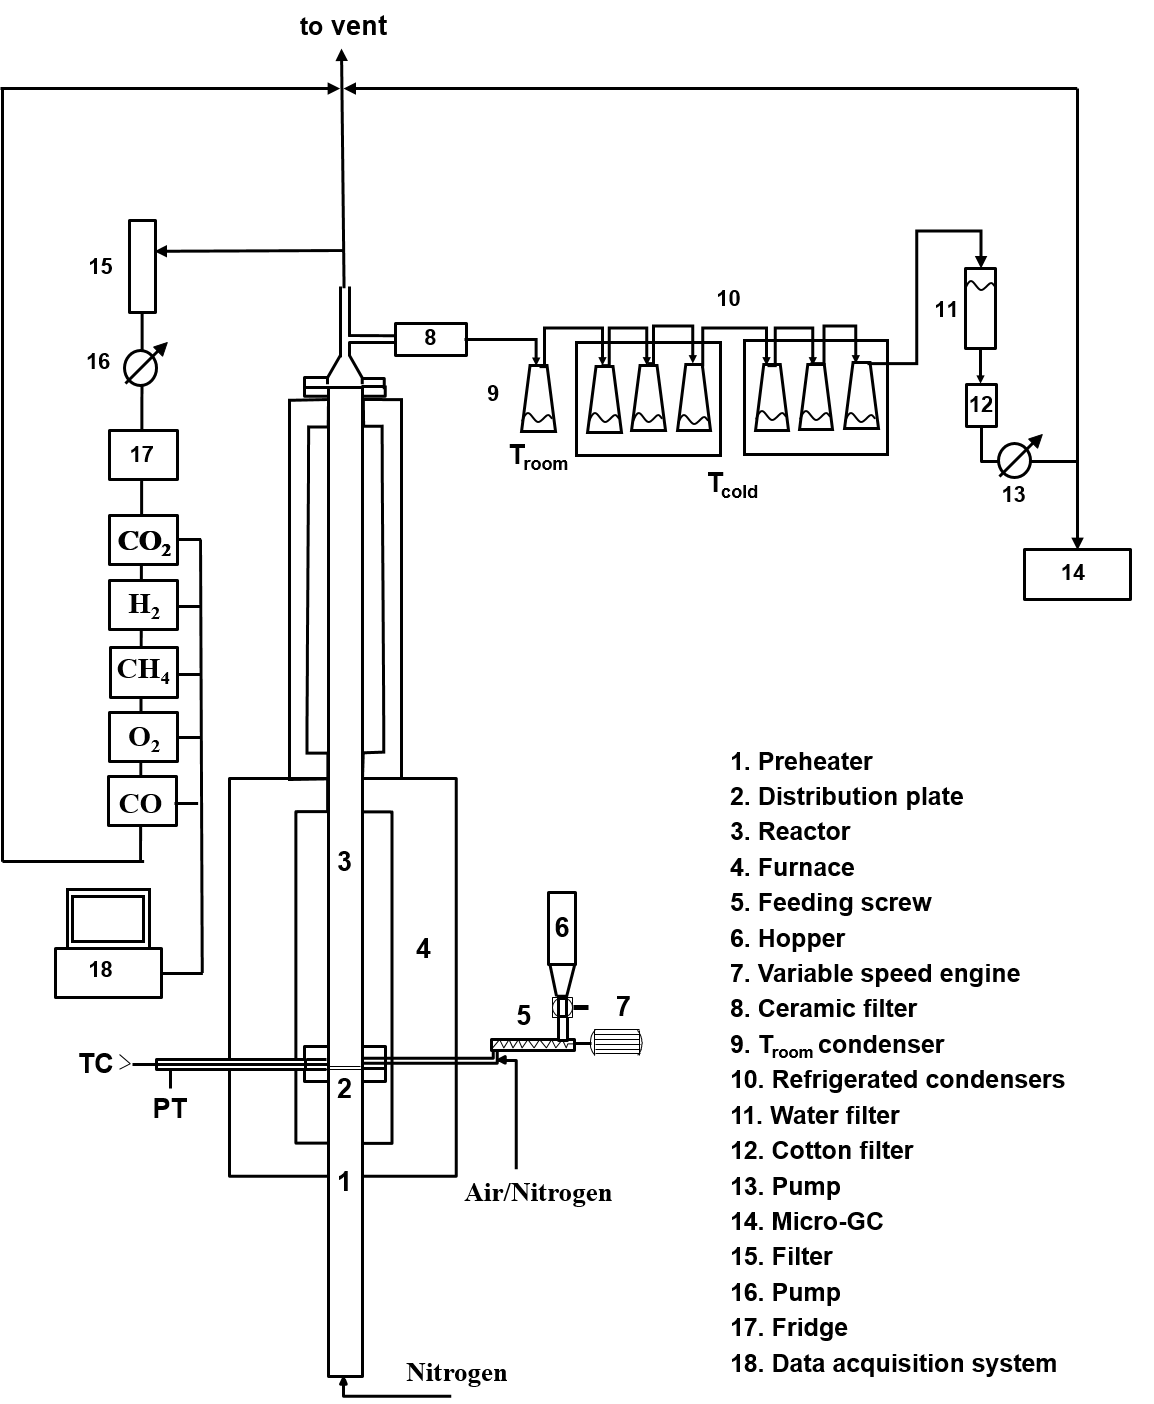 to vent
15
10
11
8
16
9
12
T_room
17
T_cold
13
CO₂
14
H₂
CH₄
O₂
CO
3
6
4
18
5
7
TC
2
PT
1
Air/Nitrogen
Nitrogen
1. Preheater
2. Distribution plate
3. Reactor
4. Furnace
5. Feeding screw
6. Hopper
7. Variable speed engine
8. Ceramic filter
9. T_room condenser
10. Refrigerated condensers
11. Water filter
12. Cotton filter
13. Pump
14. Micro-GC
15. Filter
16. Pump
17. Fridge
18. Data acquisition system